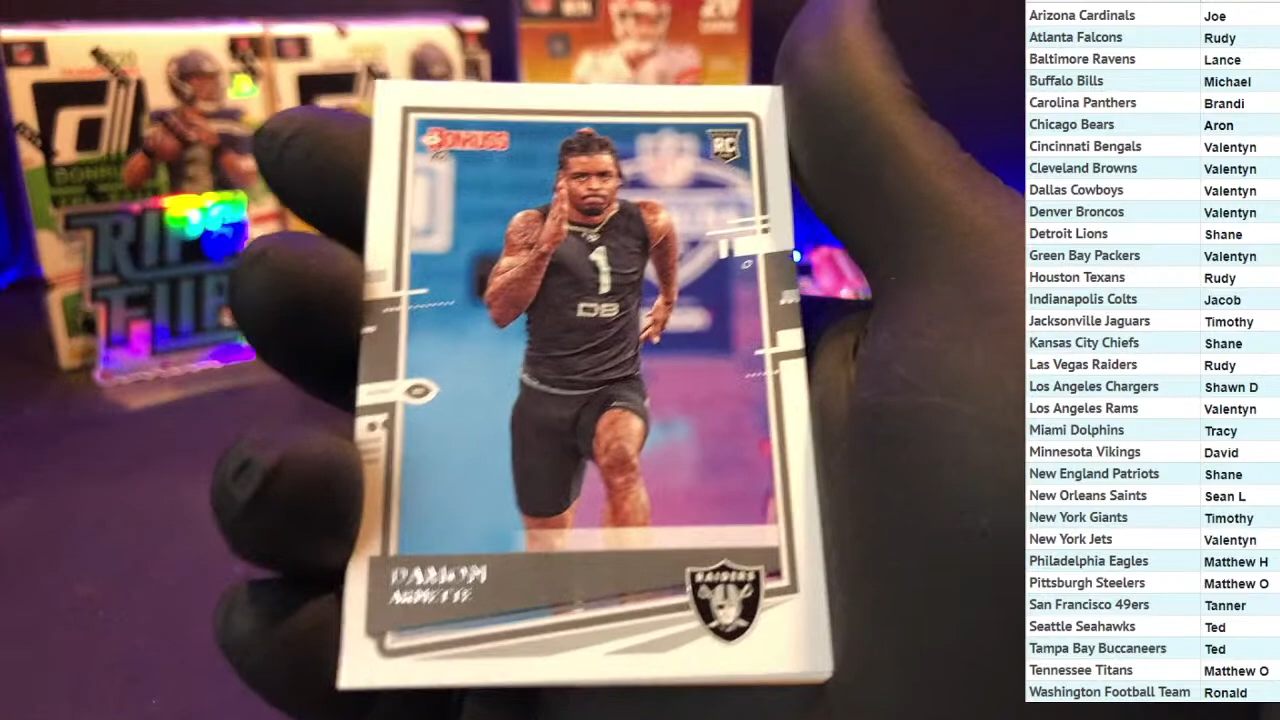 DONRUSS
RC
1
DB
DAMON
ARNETTE
RAIDERS
Arizona Cardinals Joe
Atlanta Falcons Rudy
Baltimore Ravens Lance
Buffalo Bills Michael
Carolina Panthers Brandi
Chicago Bears Aron
Cincinnati Bengals Valentyn
Cleveland Browns Valentyn
Dallas Cowboys Valentyn
Denver Broncos Valentyn
Detroit Lions Shane
Green Bay Packers Valentyn
Houston Texans Rudy
Indianapolis Colts Jacob
Jacksonville Jaguars Timothy
Kansas City Chiefs Shane
Las Vegas Raiders Rudy
Los Angeles Chargers Shawn D
Los Angeles Rams Valentyn
Miami Dolphins Tracy
Minnesota Vikings David
New England Patriots Shane
New Orleans Saints Sean L
New York Giants Timothy
New York Jets Valentyn
Philadelphia Eagles Matthew H
Pittsburgh Steelers Matthew O
San Francisco 49ers Tanner
Seattle Seahawks Ted
Tampa Bay Buccaneers Ted
Tennessee Titans Matthew O
Washington Football Team Ronald